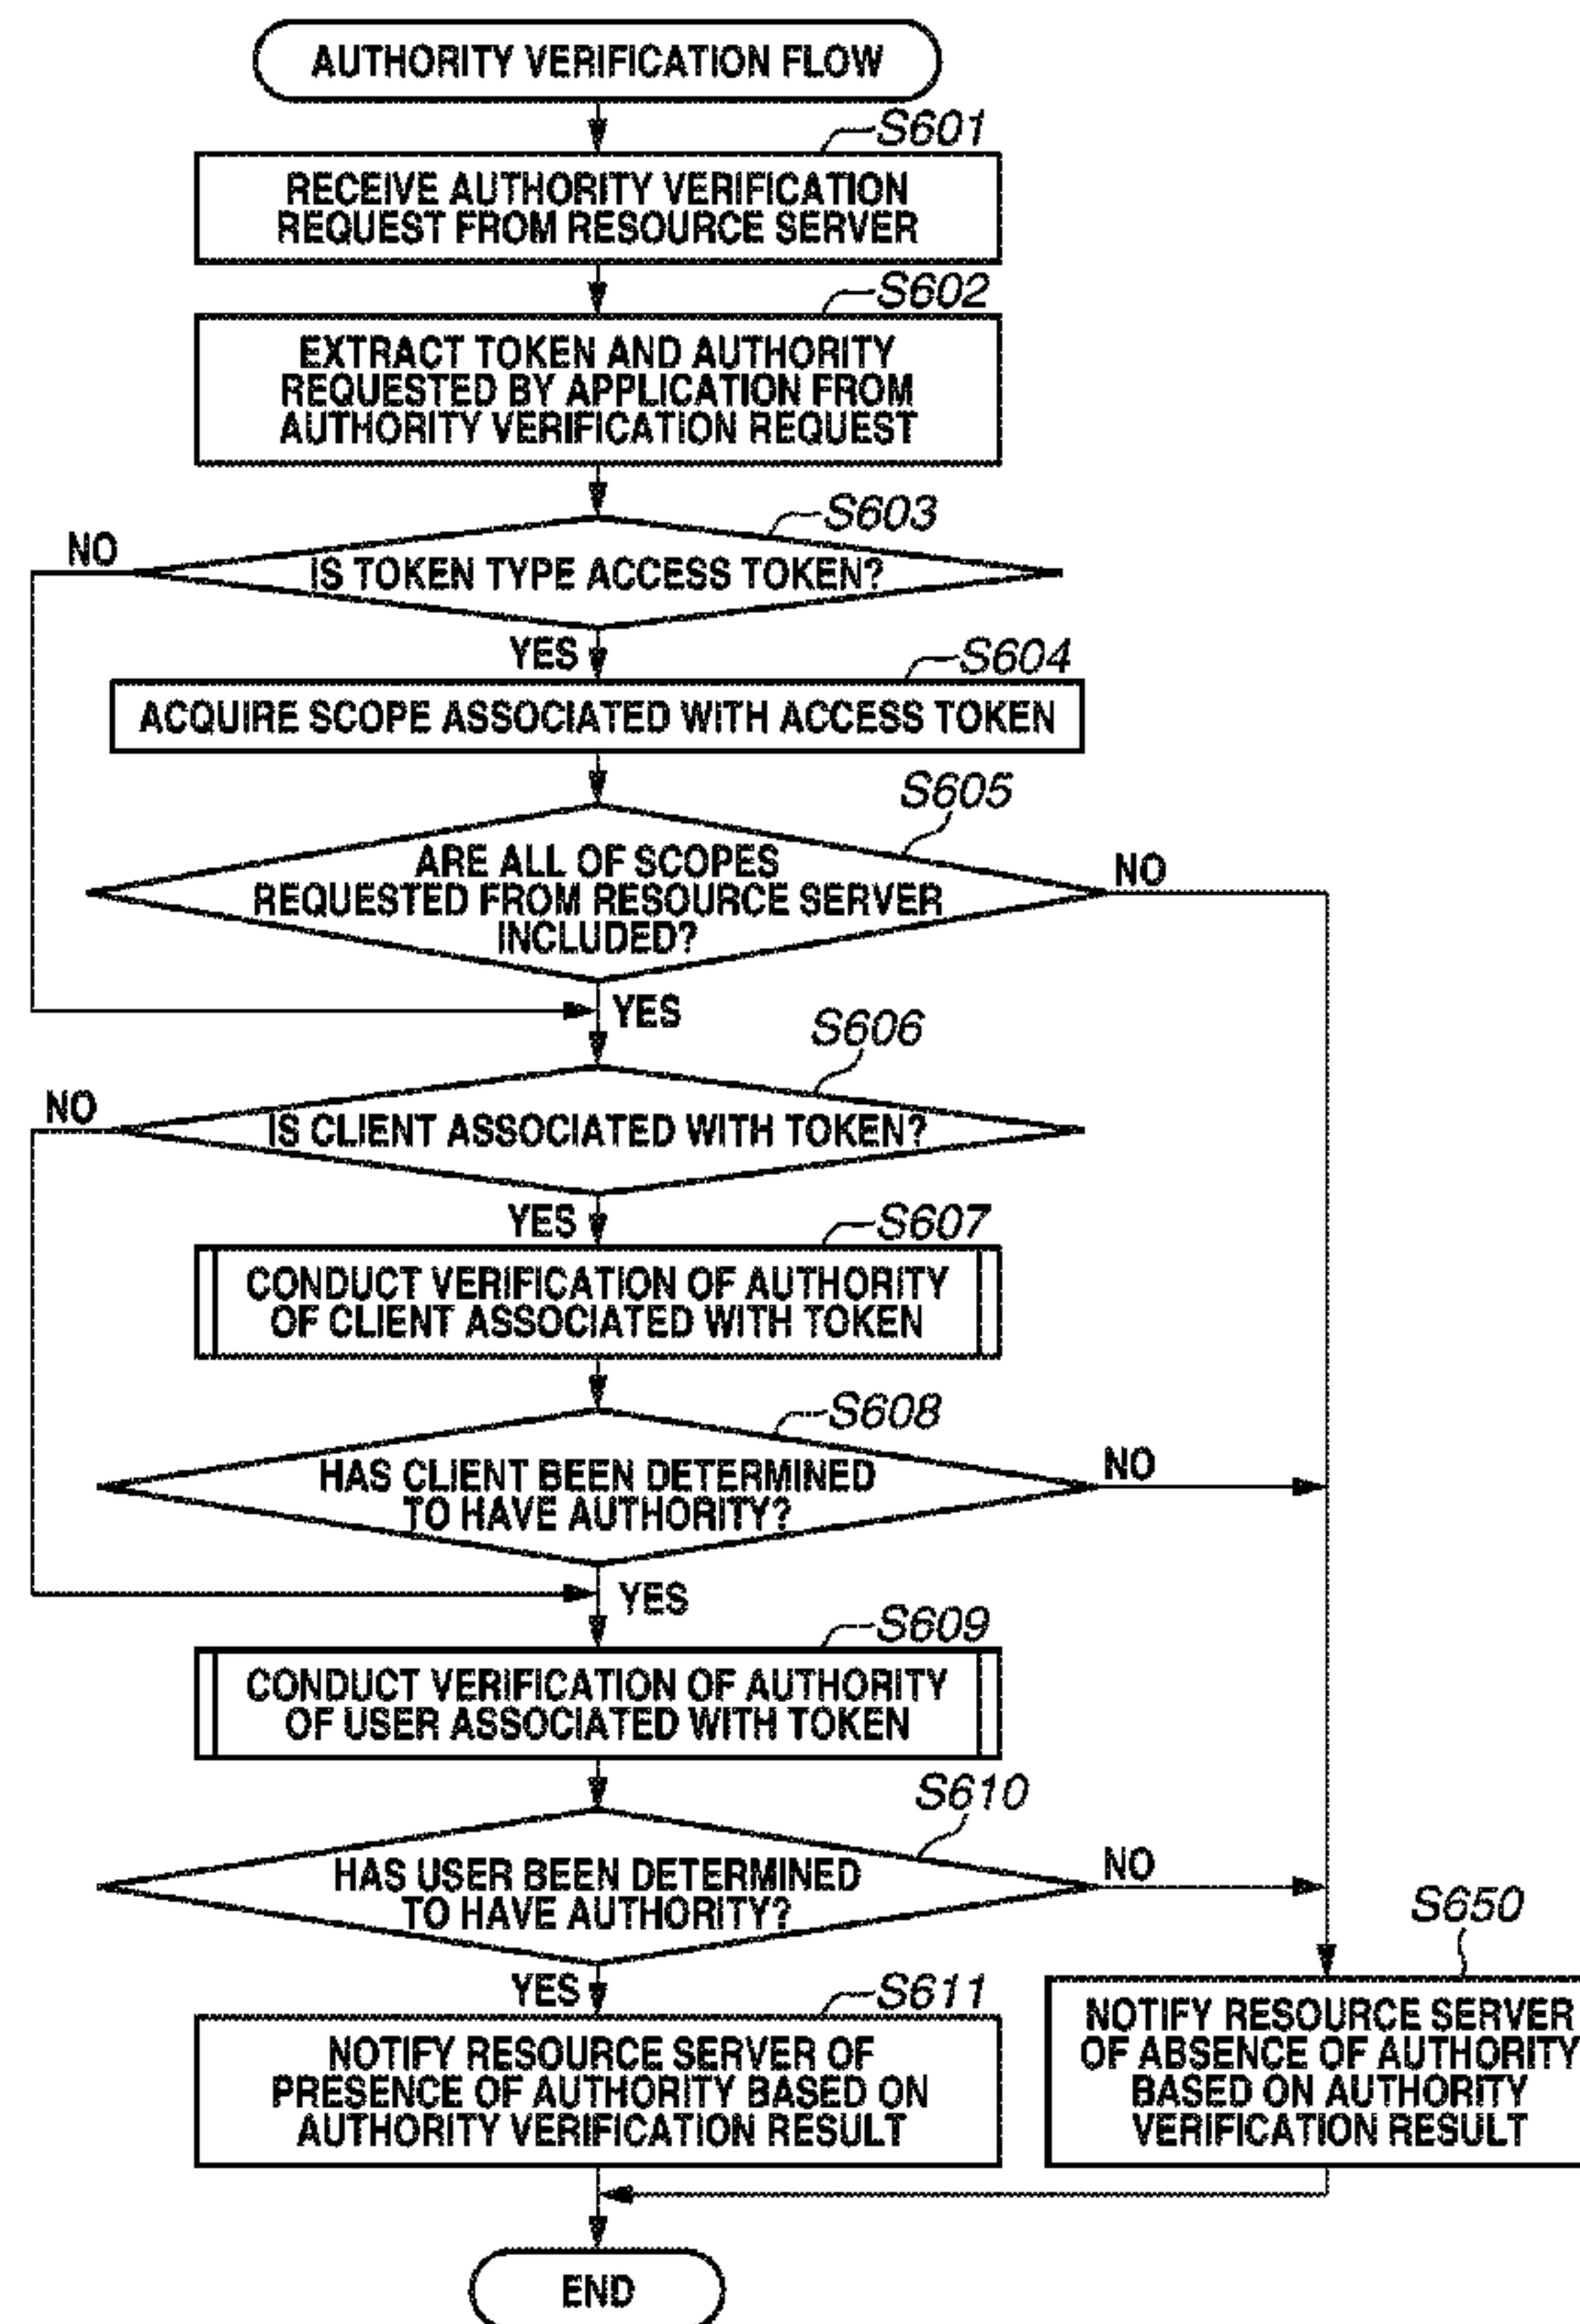 AUTHORITY VERIFICATION FLOW
S601
RECEIVE AUTHORITY VERIFICATION
REQUEST FROM RESOURCE SERVER
S602
EXTRACT TOKEN AND AUTHORITY
REQUESTED BY APPLICATION FROM
AUTHORITY VERIFICATION REQUEST
S603
NO
IS TOKEN TYPE ACCESS TOKEN?
YES
S604
ACQUIRE SCOPE ASSOCIATED WITH ACCESS TOKEN
S605
ARE ALL OF SCOPES
REQUESTED FROM RESOURCE SERVER
INCLUDED?
NO
YES
S606
NO
IS CLIENT ASSOCIATED WITH TOKEN?
YES
S607
CONDUCT VERIFICATION OF AUTHORITY
OF CLIENT ASSOCIATED WITH TOKEN
S608
HAS CLIENT BEEN DETERMINED
TO HAVE AUTHORITY?
NO
YES
S609
CONDUCT VERIFICATION OF AUTHORITY
OF USER ASSOCIATED WITH TOKEN
S610
HAS USER BEEN DETERMINED
TO HAVE AUTHORITY?
NO
YES
S611
NOTIFY RESOURCE SERVER OF
PRESENCE OF AUTHORITY BASED ON
AUTHORITY VERIFICATION RESULT
S650
NOTIFY RESOURCE SERVER
OF ABSENCE OF AUTHORITY
BASED ON AUTHORITY
VERIFICATION RESULT
END